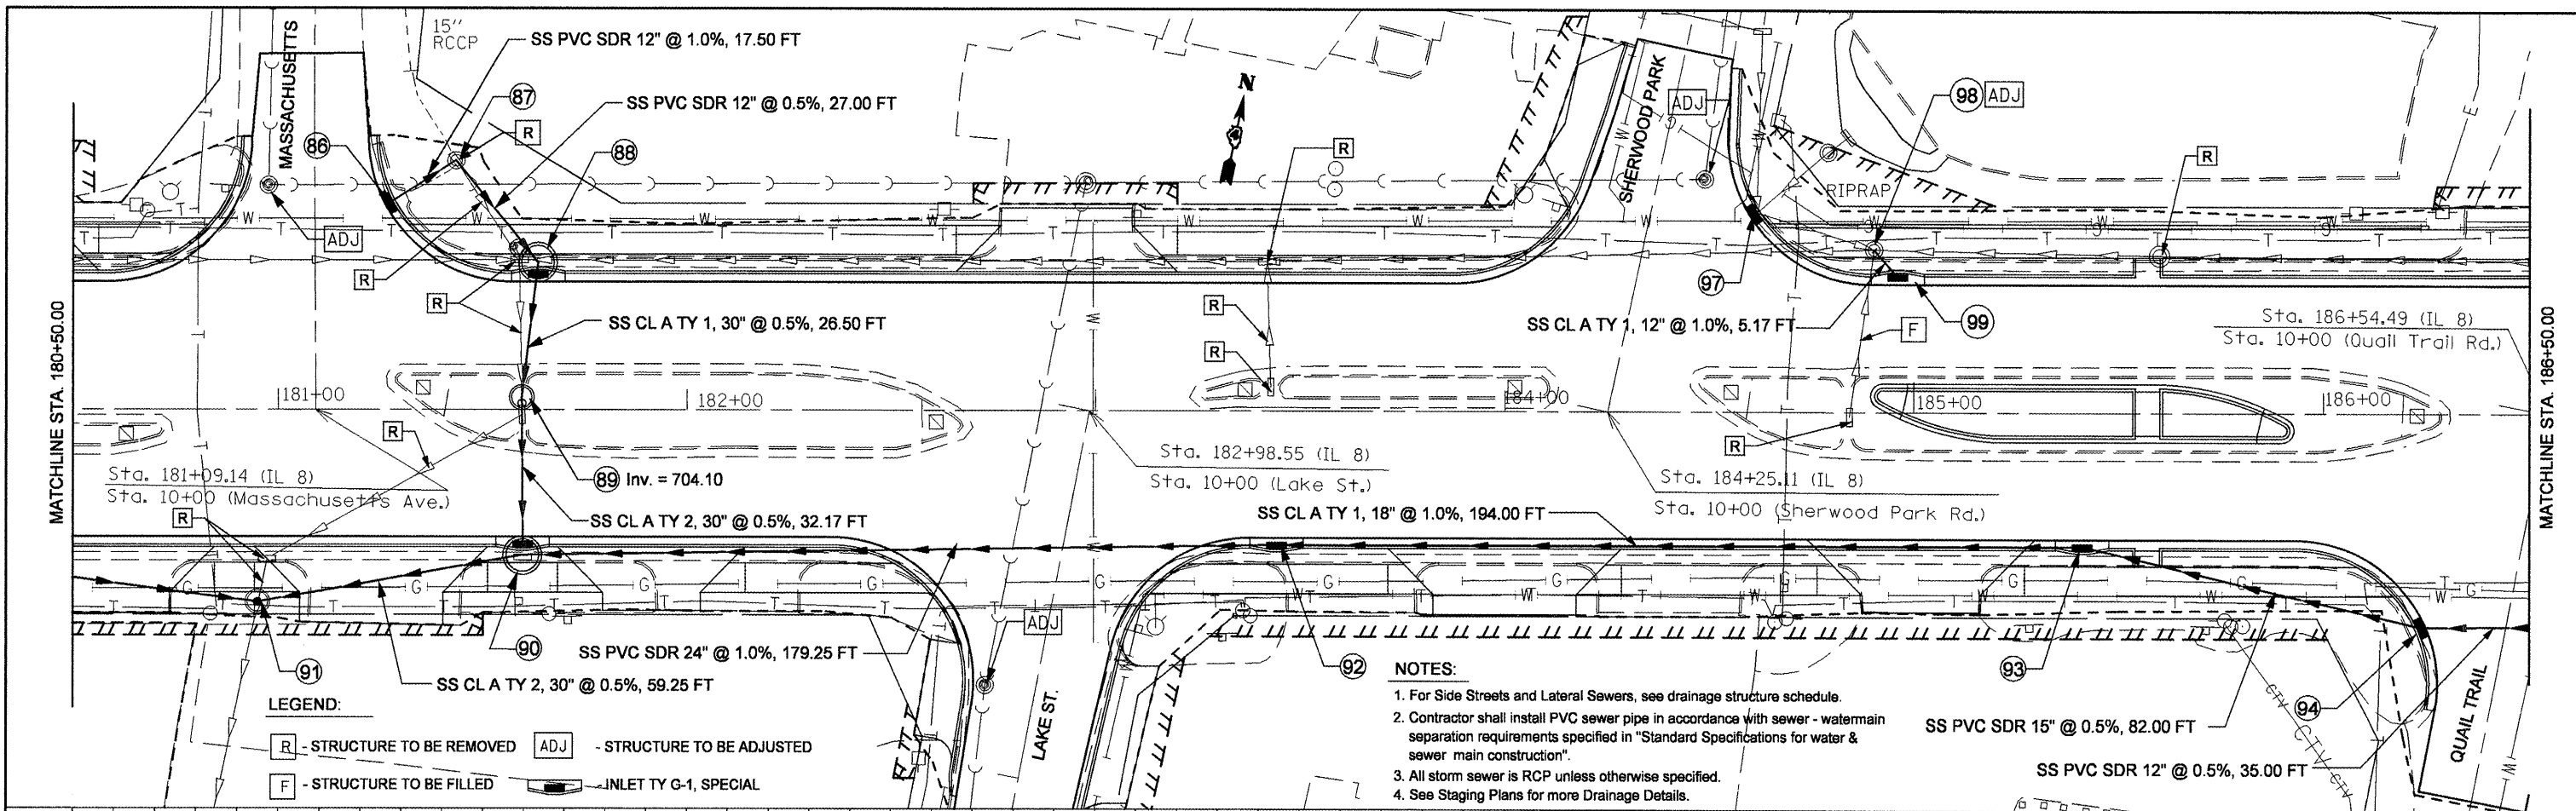 15"
RCCP
SS PVC SDR 12" @ 1.0%, 17.50 FT
MASSACHUSETTS
87
SS PVC SDR 12" @ 0.5%, 27.00 FT
R
86
88
N
R
SHERWOOD PARK
ADJ
98
ADJ
R
RIPRAP
ADJ
R
R
97
99
SS CL A TY 1, 30" @ 0.5%, 26.50 FT
R
R
SS CL A TY 1, 12" @ 1.0%, 5.17 FT
F
Sta. 186+54.49 (IL 8)
Sta. 10+00 (Quail Trail Rd.)
MATCHLINE STA. 180+50.00
MATCHLINE STA. 186+50.00
181+00
182+00
184+00
185+00
186+00
R
R
Sta. 181+09.14 (IL 8)
Sta. 10+00 (Massachusetts Ave.)
89 Inv. = 704.10
Sta. 182+98.55 (IL 8)
Sta. 10+00 (Lake St.)
Sta. 184+25.11 (IL 8)
Sta. 10+00 (Sherwood Park Rd.)
R
SS CL A TY 2, 30" @ 0.5%, 32.17 FT
SS CL A TY 1, 18" @ 1.0%, 194.00 FT
ADJ
90
SS PVC SDR 24" @ 1.0%, 179.25 FT
91
SS CL A TY 2, 30" @ 0.5%, 59.25 FT
92
93
94
LAKE ST.
QUAIL TRAIL
SS PVC SDR 15" @ 0.5%, 82.00 FT
SS PVC SDR 12" @ 0.5%, 35.00 FT
CTV CTV CTV
LEGEND:
R - STRUCTURE TO BE REMOVED
ADJ - STRUCTURE TO BE ADJUSTED
F - STRUCTURE TO BE FILLED
- INLET TY G-1, SPECIAL
NOTES:
1. For Side Streets and Lateral Sewers, see drainage structure schedule.
2. Contractor shall install PVC sewer pipe in accordance with sewer - watermain
separation requirements specified in "Standard Specifications for water &
sewer main construction".
3. All storm sewer is RCP unless otherwise specified.
4. See Staging Plans for more Drainage Details.